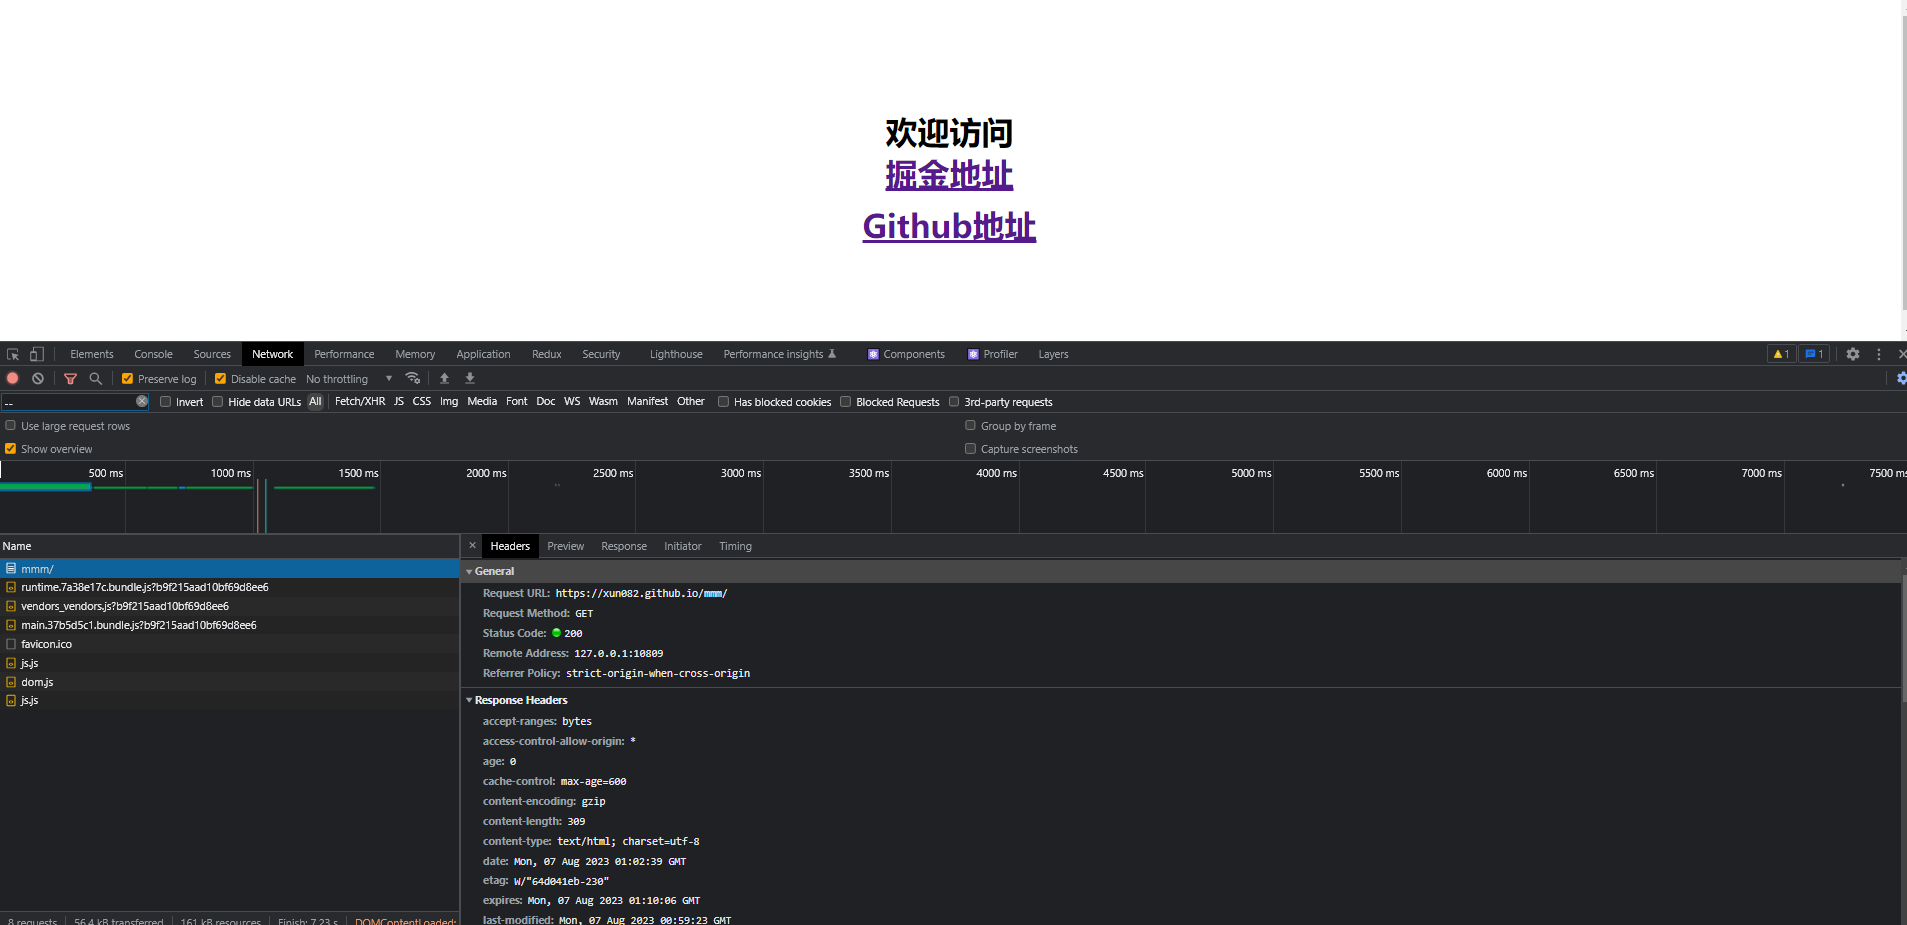 欢迎访问
掘金地址
Github地址
Elements Console Sources Network Performance Memory Application Redux Security Lighthouse Performance insights Components Profiler Layers 1 1
Preserve log Disable cache No throttling
-- Invert Hide data URLs All Fetch/XHR JS CSS Img Media Font Doc WS Wasm Manifest Other Has blocked cookies Blocked Requests 3rd-party requests
Use large request rows Group by frame
Show overview Capture screenshots
500 ms 1000 ms 1500 ms 2000 ms 2500 ms 3000 ms 3500 ms 4000 ms 4500 ms 5000 ms 5500 ms 6000 ms 6500 ms 7000 ms 7500 ms
Name
mmm/
runtime.7a38e17c.bundle.js?b9f215aad10bf69d8ee6
vendors_vendors.js?b9f215aad10bf69d8ee6
main.37b5d5c1.bundle.js?b9f215aad10bf69d8ee6
favicon.ico
js.js
dom.js
js.js
8 requests 56.4 kB transferred 161 kB resources Finish: 7.23 s DOMContentLoaded:
Headers Preview Response Initiator Timing
General
Request URL: https://xun082.github.io/mmm/
Request Method: GET
Status Code: 200
Remote Address: 127.0.0.1:10809
Referrer Policy: strict-origin-when-cross-origin
Response Headers
accept-ranges: bytes
access-control-allow-origin: *
age: 0
cache-control: max-age=600
content-encoding: gzip
content-length: 309
content-type: text/html; charset=utf-8
date: Mon, 07 Aug 2023 01:02:39 GMT
etag: W/"64d041eb-230"
expires: Mon, 07 Aug 2023 01:10:06 GMT
last-modified: Mon, 07 Aug 2023 00:59:23 GMT